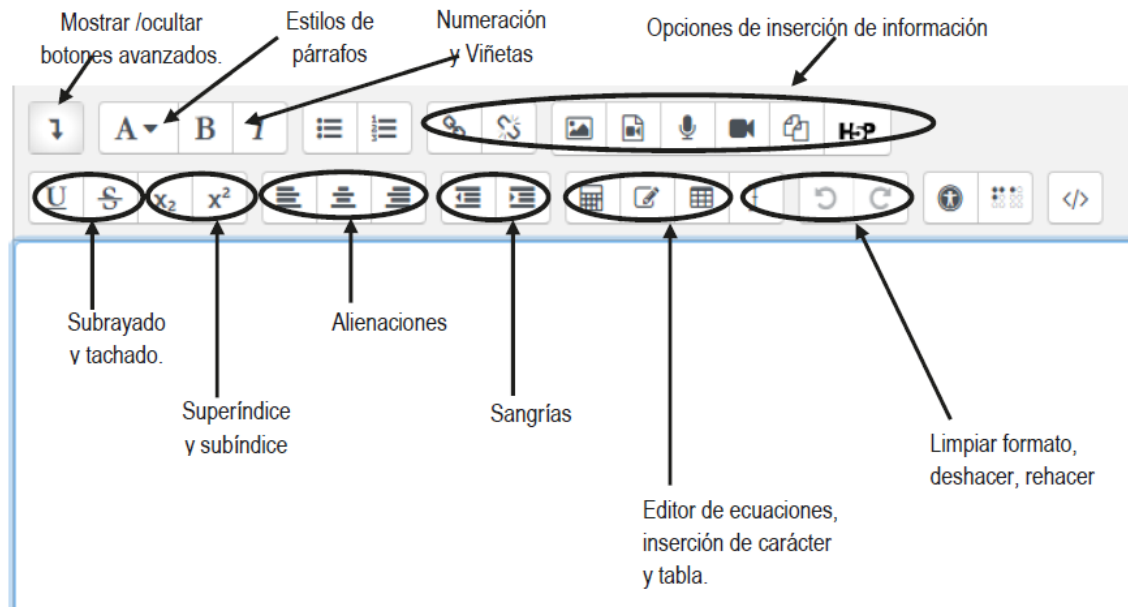 Mostrar /ocultar
botones avanzados.
Estilos de
párrafos
Numeración
y Viñetas
Opciones de inserción de información
A B I H5P
U S x₂ x² </>
Subrayado
y tachado.
Superíndice
y subíndice
Alienaciones
Sangrías
Editor de ecuaciones,
inserción de carácter
y tabla.
Limpiar formato,
deshacer, rehacer